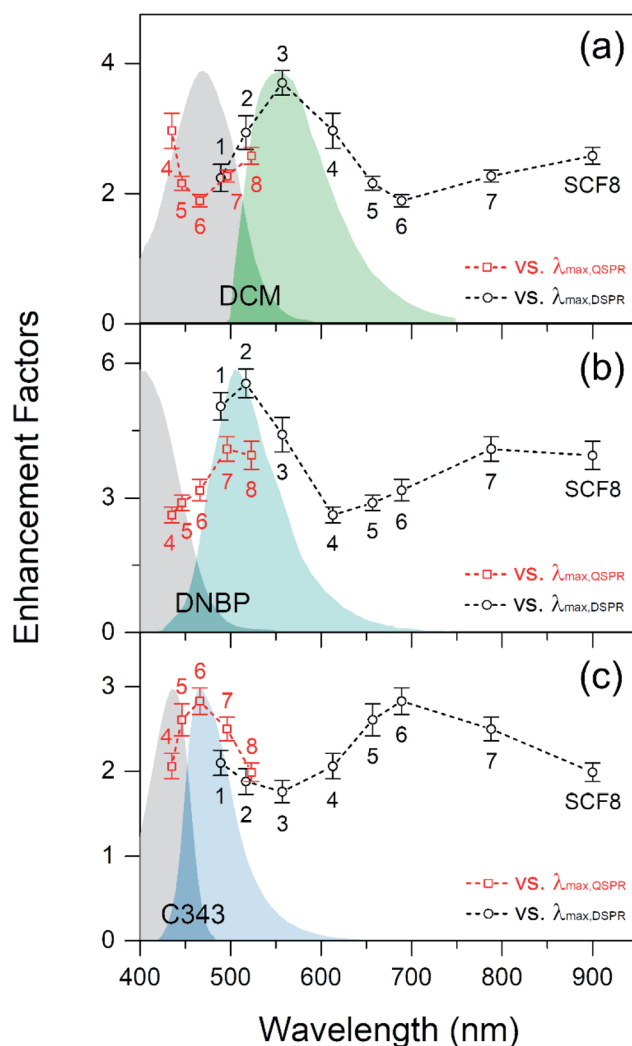 Enhancement Factors
(a)
4
2
0
1
2
3
4
5
6
7
SCF8
4
5
6
7
8
DCM
vs. λmax,QSPR
vs. λmax,DSPR
(b)
6
3
0
1
2
3
4
5
6
7
SCF8
4
5
6
7
8
DNBP
vs. λmax,QSPR
vs. λmax,DSPR
(c)
3
2
1
0
4
5
6
7
8
1
2
3
4
5
6
7
SCF8
C343
vs. λmax,QSPR
vs. λmax,DSPR
400 500 600 700 800 900
Wavelength (nm)